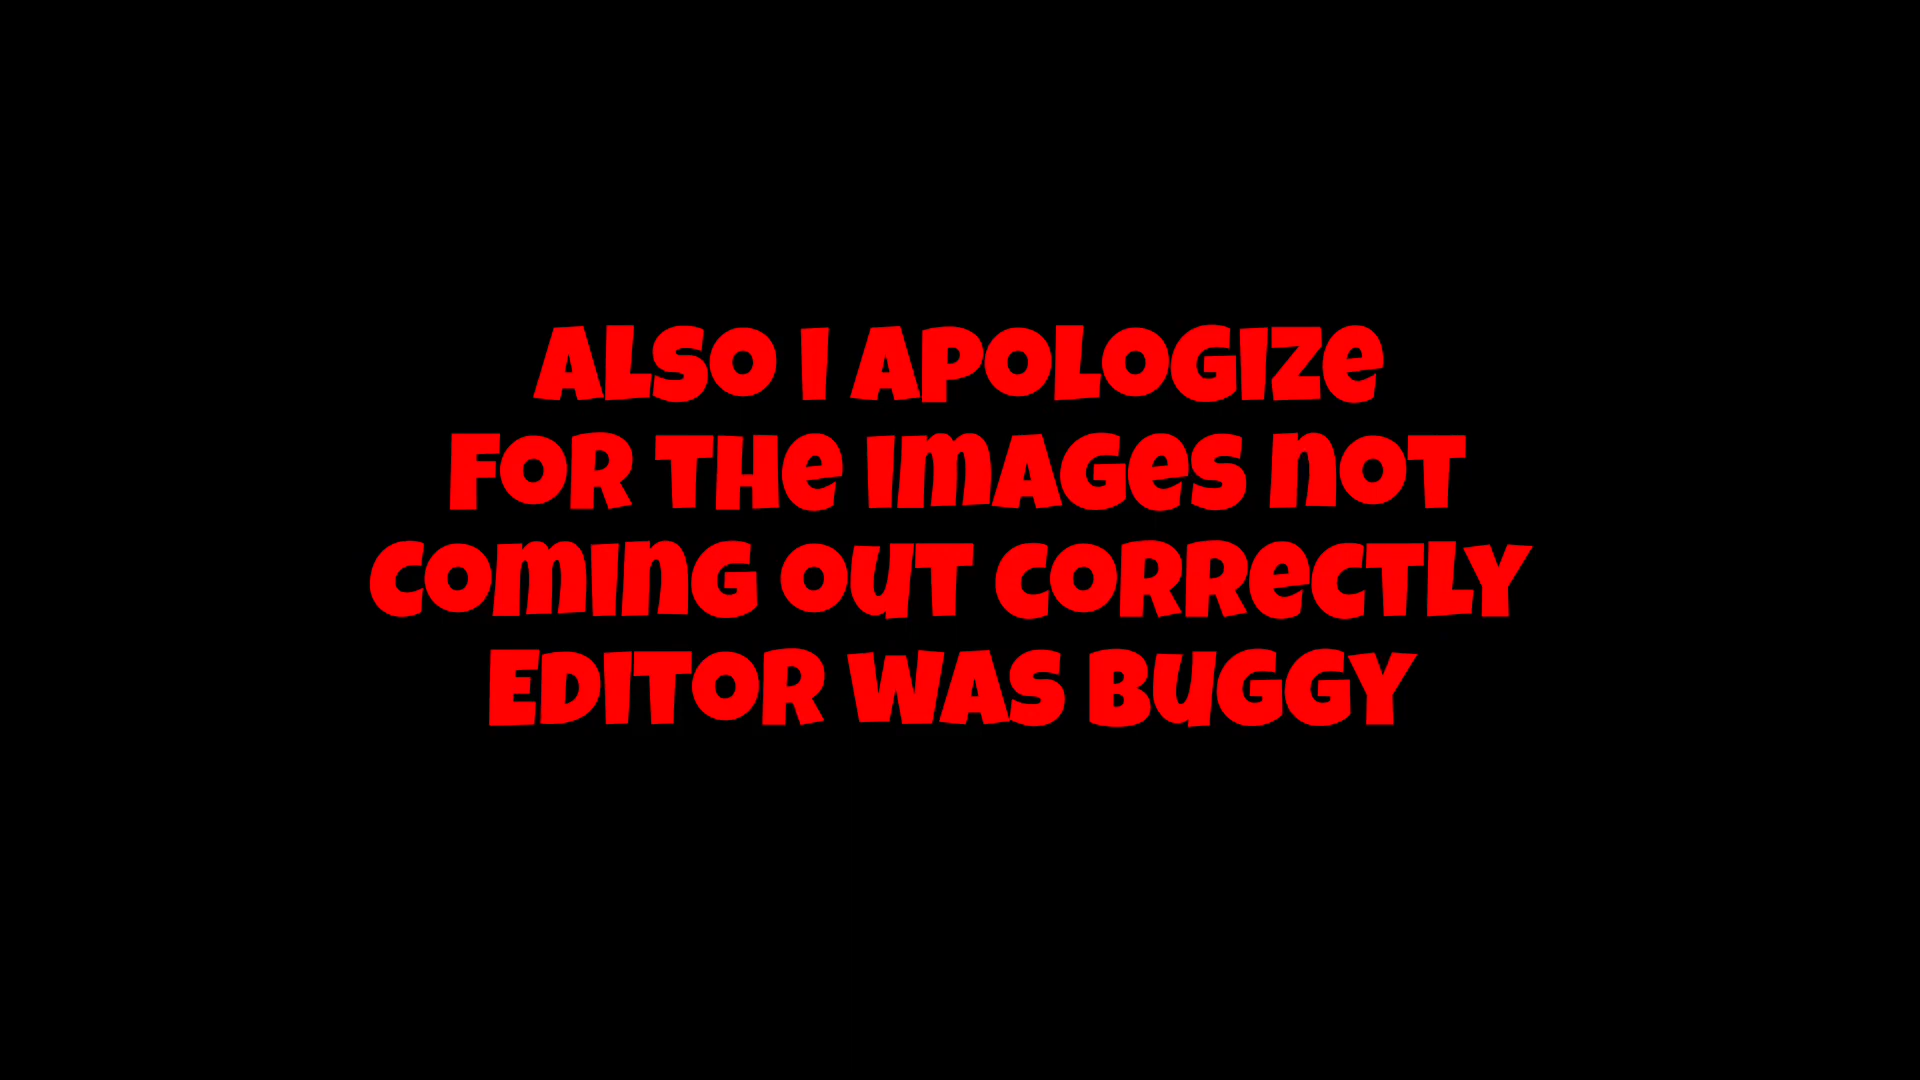 ALSO I APOLOGIZE
FOR THE IMAGES NOT
COMING OUT CORRECTLY
EDITOR WAS BUGGY